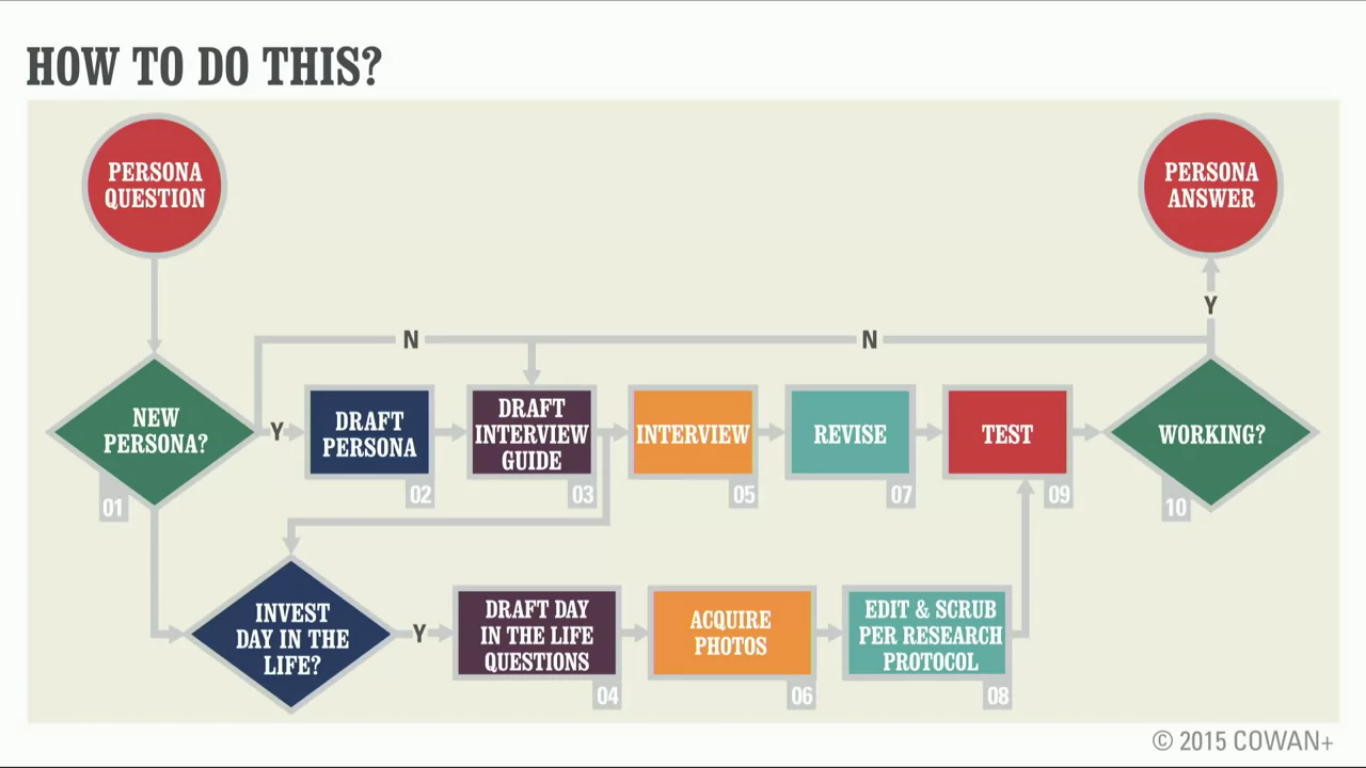 HOW TO DO THIS?
PERSONA
QUESTION
PERSONA
ANSWER
Y
N
N
NEW
PERSONA?
01
Y
DRAFT
PERSONA
02
DRAFT
INTERVIEW
GUIDE
03
INTERVIEW
05
REVISE
07
TEST
09
WORKING?
10
INVEST
DAY IN THE
LIFE?
Y
DRAFT DAY
IN THE LIFE
QUESTIONS
04
ACQUIRE
PHOTOS
06
EDIT & SCRUB
PER RESEARCH
PROTOCOL
08
© 2015 COWAN+